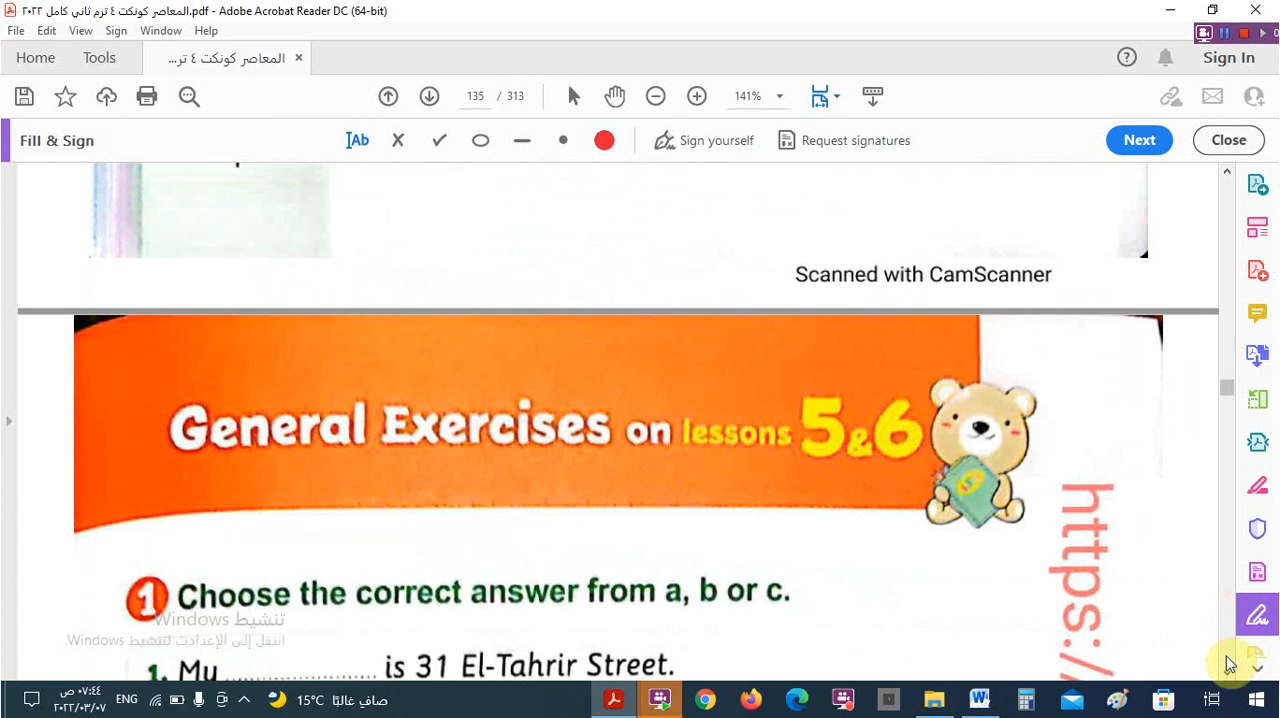 المعاصر كونكت ٤ ترم ثاني كامل ٢٠٢٢.pdf - Adobe Acrobat Reader DC (64-bit)
File Edit View Sign Window Help
Home Tools المعاصر كونكت ٤ تر... × Sign In
135 / 313 141%
Fill & Sign Ab Sign yourself Request signatures Next Close
Scanned with CamScanner
General Exercises on lessons 5&6
https:/
1 Choose the correct answer from a, b or c.
تنشيط Windows
انتقل إلى الإعدادات لتنشيط Windows.
1. My .................... is 31 El-Tahrir Street.
٠٧:٤٤ ص ENG 15°C صافٍ غالبًا
٢٠٢٢/٠٣/٠٧